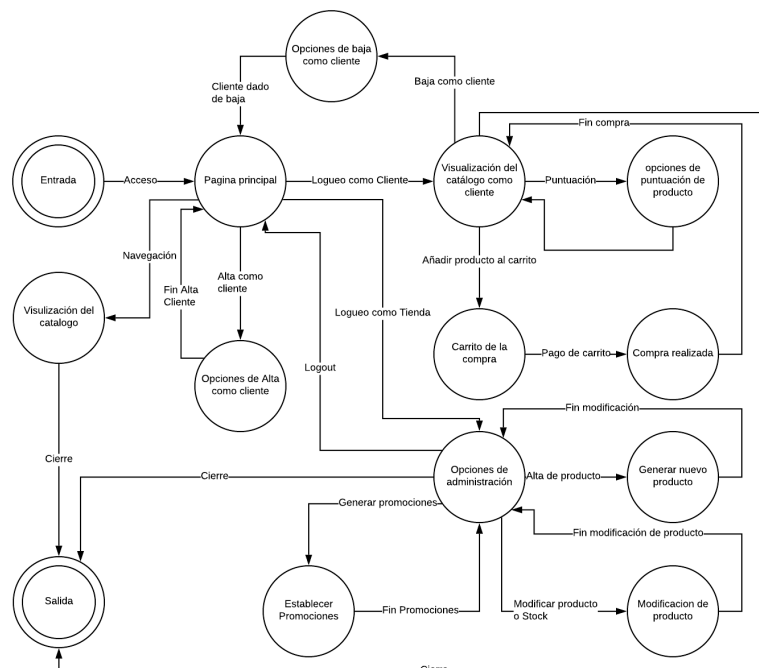 Opciones de baja
como cliente
Cliente dado
de baja
Baja como cliente
Fin compra
Entrada
Acceso
Pagina principal
Logueo como Cliente
Visualización del
catálogo como
cliente
Puntuación
opciones de
puntuación de
producto
Navegación
Fin Alta
Cliente
Alta como
cliente
Añadir producto al carrito
Visulización del
catalogo
Logueo como Tienda
Carrito de la
compra
Pago de carrito
Compra realizada
Opciones de Alta
como cliente
Logout
Fin modificación
Cierre
Cierre
Opciones de
administración
Alta de producto
Generar nuevo
producto
Generar promociones
Fin modificación de producto
Salida
Establecer
Promociones
Fin Promociones
Modificar producto
o Stock
Modificacion de
producto
Cierre